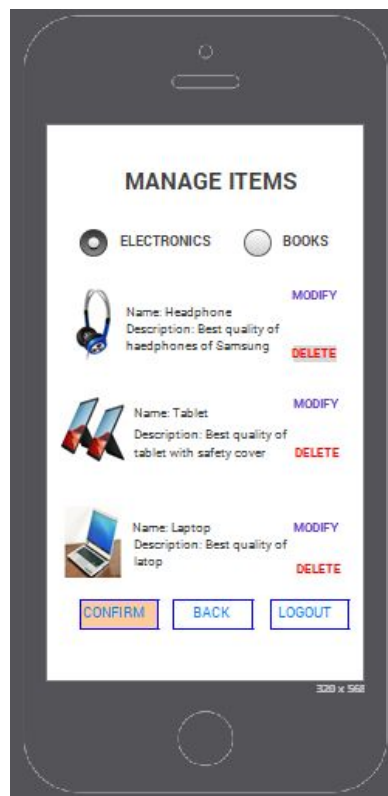 MANAGE ITEMS
ELECTRONICS BOOKS
MODIFY
Name: Headphone
Description: Best quality of
haedphones of Samsung
DELETE
MODIFY
Name: Tablet
Description: Best quality of
tablet with safety cover
DELETE
Name: Laptop
MODIFY
Description: Best quality of
latop
DELETE
CONFIRM BACK LOGOUT
320 x 568